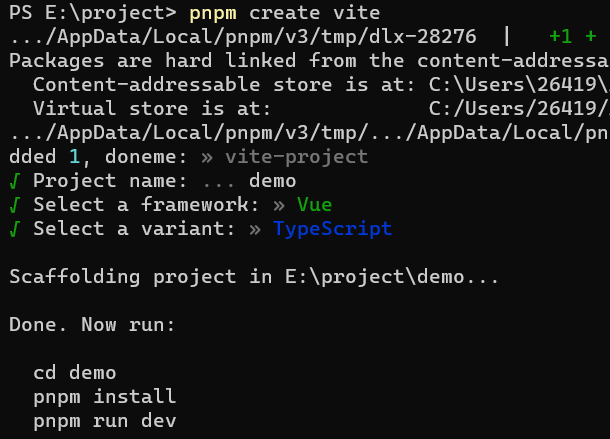 PS E:\project> pnpm create vite
.../AppData/Local/pnpm/v3/tmp/dlx-28276 | +1 +
Packages are hard linked from the content-addressa
Content-addressable store is at: C:\Users\26419\
Virtual store is at: C:/Users/26419/
.../AppData/Local/pnpm/v3/tmp/.../AppData/Local/pn
dded 1, doneme: » vite-project
√ Project name: ... demo
√ Select a framework: » Vue
√ Select a variant: » TypeScript
Scaffolding project in E:\project\demo...
Done. Now run:
cd demo
pnpm install
pnpm run dev